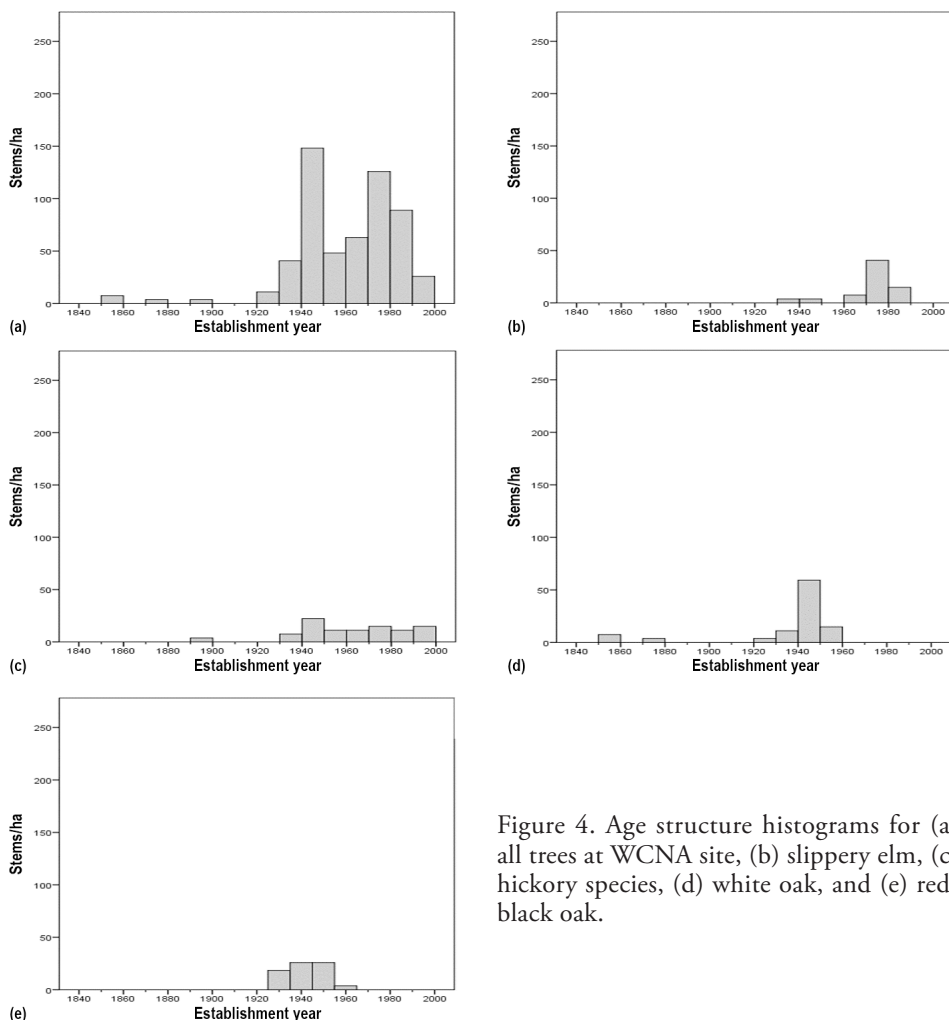 250
200
150
100
50
0
Stems/ha
1840 1860 1880 1900 1920 1940 1960 1980 2000
(a) Establishment year
250
200
150
100
50
0
Stems/ha
1840 1860 1880 1900 1920 1940 1960 1980 2000
(b) Establishment year
250
200
150
100
50
0
Stems/ha
1840 1860 1880 1900 1920 1940 1960 1980 2000
(c) Establishment year
250
200
150
100
50
0
Stems/ha
1840 1860 1880 1900 1920 1940 1960 1980 2000
(d) Establishment year
250
200
150
100
50
0
Stems/ha
1840 1860 1880 1900 1920 1940 1960 1980 2000
(e) Establishment year
Figure 4. Age structure histograms for (a
all trees at WCNA site, (b) slippery elm, (c
hickory species, (d) white oak, and (e) red
black oak.